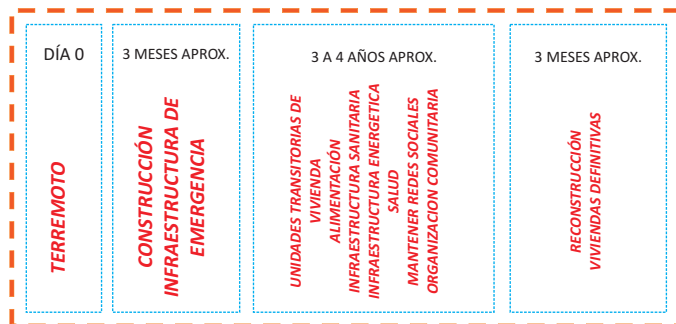 DÍA 0
TERREMOTO
3 MESES APROX.
CONSTRUCCIÓN
INFRAESTRUCTURA DE
EMERGENCIA
3 A 4 AÑOS APROX.
UNIDADES TRANSITORIAS DE
VIVIENDA
ALIMENTACIÓN
INFRAESTRUCTURA SANITARIA
INFRAESTRUCTURA ENERGETICA
SALUD
MANTENER REDES SOCIALES
ORGANIZACION COMUNITARIA
3 MESES APROX.
RECONSTRUCCIÓN
VIVIENDAS DEFINITIVAS